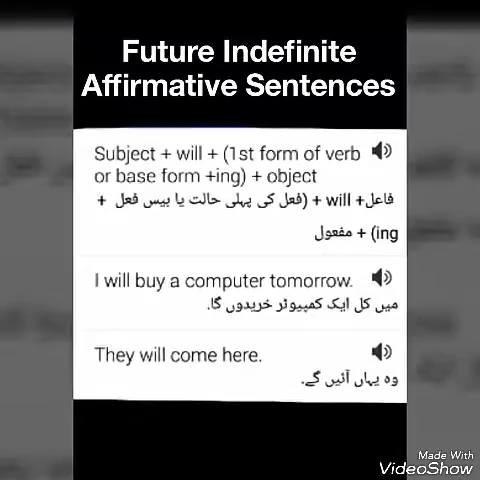 Future Indefinite
Affirmative Sentences
Subject + will + (1st form of verb
or base form +ing) + object
فاعل+ will + (فعل کی پہلی حالت یا بیس فعل +
ing) + مفعول
I will buy a computer tomorrow.
میں کل ایک کمپیوٹر خریدوں گا.
They will come here.
وہ یہاں آئیں گے.
Made With
VideoShow